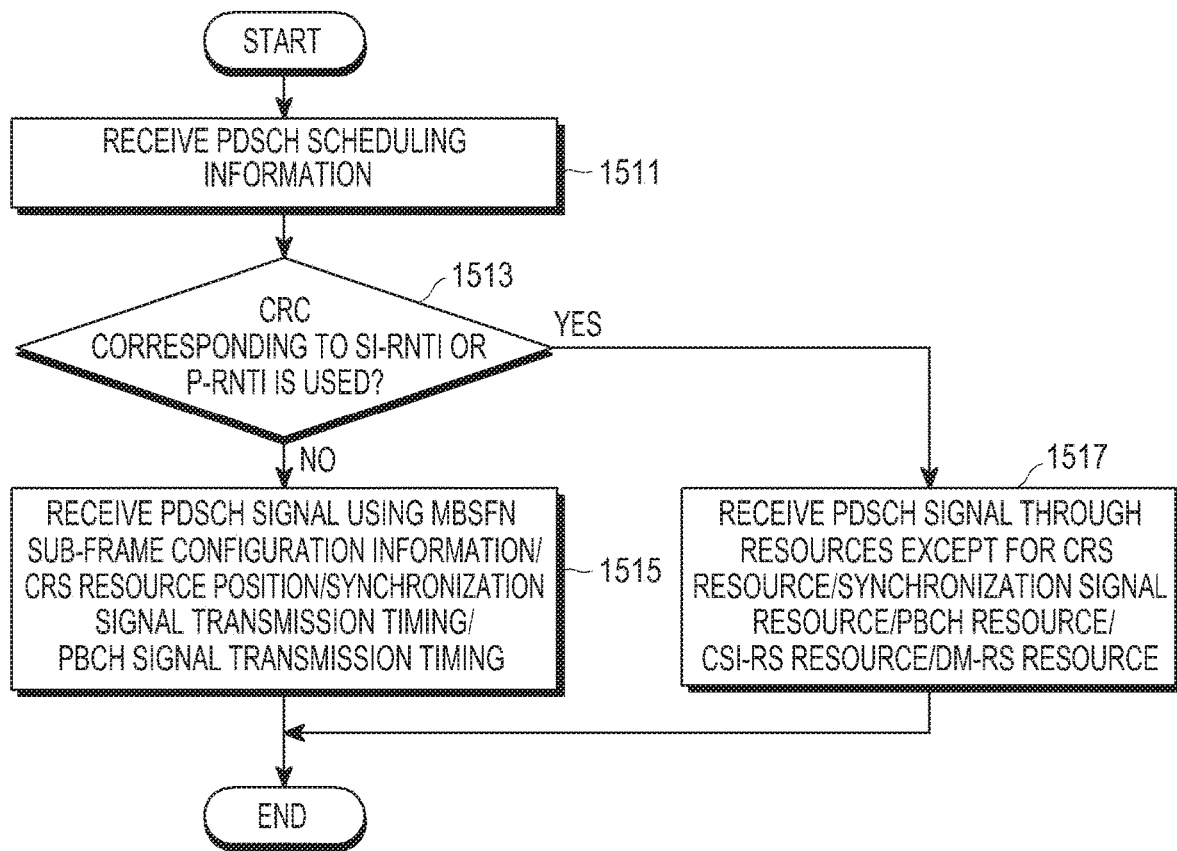 START
RECEIVE PDSCH SCHEDULING
INFORMATION
1511
1513
CRC
CORRESPONDING TO SI-RNTI OR
P-RNTI IS USED?
YES
NO
RECEIVE PDSCH SIGNAL USING MBSFN
SUB-FRAME CONFIGURATION INFORMATION/
CRS RESOURCE POSITION/SYNCHRONIZATION
SIGNAL TRANSMISSION TIMING/
PBCH SIGNAL TRANSMISSION TIMING
1515
1517
RECEIVE PDSCH SIGNAL THROUGH
RESOURCES EXCEPT FOR CRS
RESOURCE/SYNCHRONIZATION SIGNAL
RESOURCE/PBCH RESOURCE/
CSI-RS RESOURCE/DM-RS RESOURCE
END